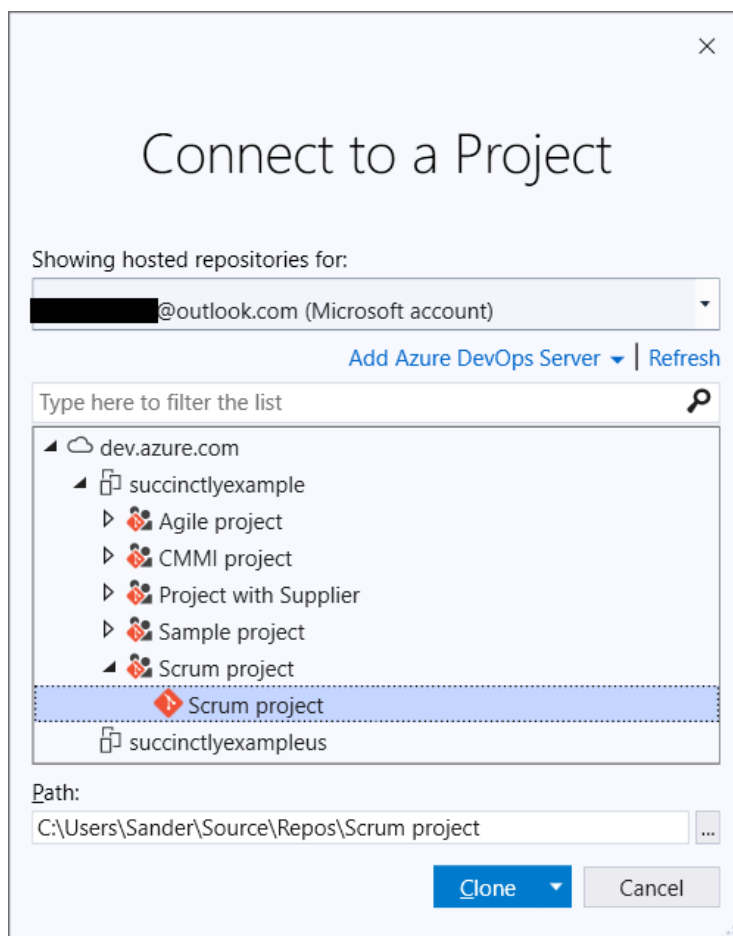 Connect to a Project
Showing hosted repositories for:
@outlook.com (Microsoft account)
Add Azure DevOps Server | Refresh
Type here to filter the list
dev.azure.com
succinctlyexample
Agile project
CMMI project
Project with Supplier
Sample project
Scrum project
Scrum project
succinctlyexampleus
Path:
C:\Users\Sander\Source\Repos\Scrum project
...
Clone
Cancel